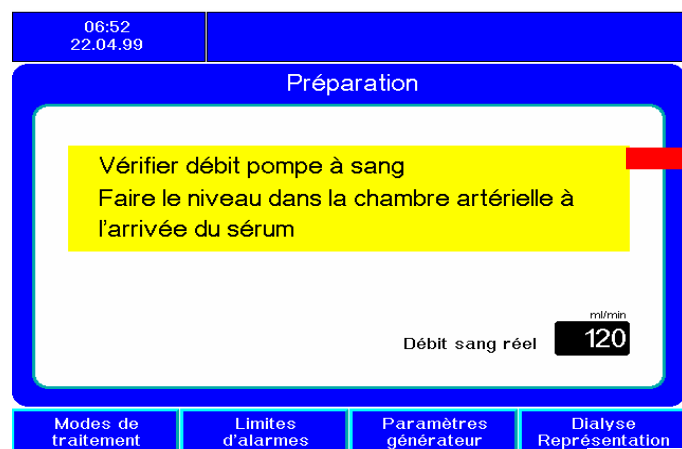 06:52
22.04.99
Préparation
Vérifier débit pompe à sang
Faire le niveau dans la chambre artérielle à
l'arrivée du sérum
ml/min
Débit sang réel 120
Modes de traitement
Limites d'alarmes
Paramètres générateur
Dialyse Représentation